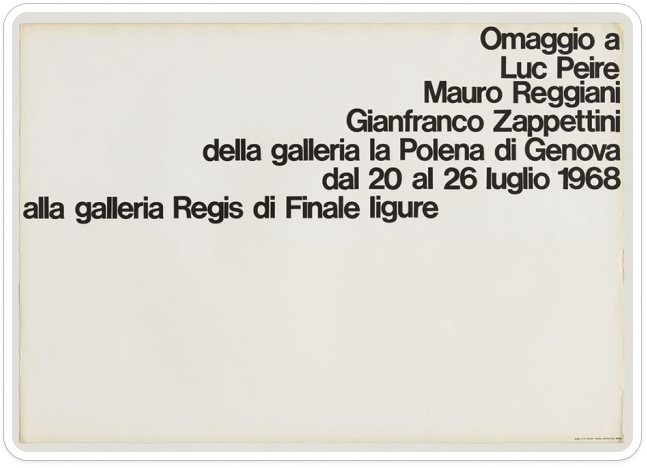 Omaggio a
Luc Peire
Mauro Reggiani
Gianfranco Zappettini
della galleria la Polena di Genova
dal 20 al 26 luglio 1968
alla galleria Regis di Finale ligure